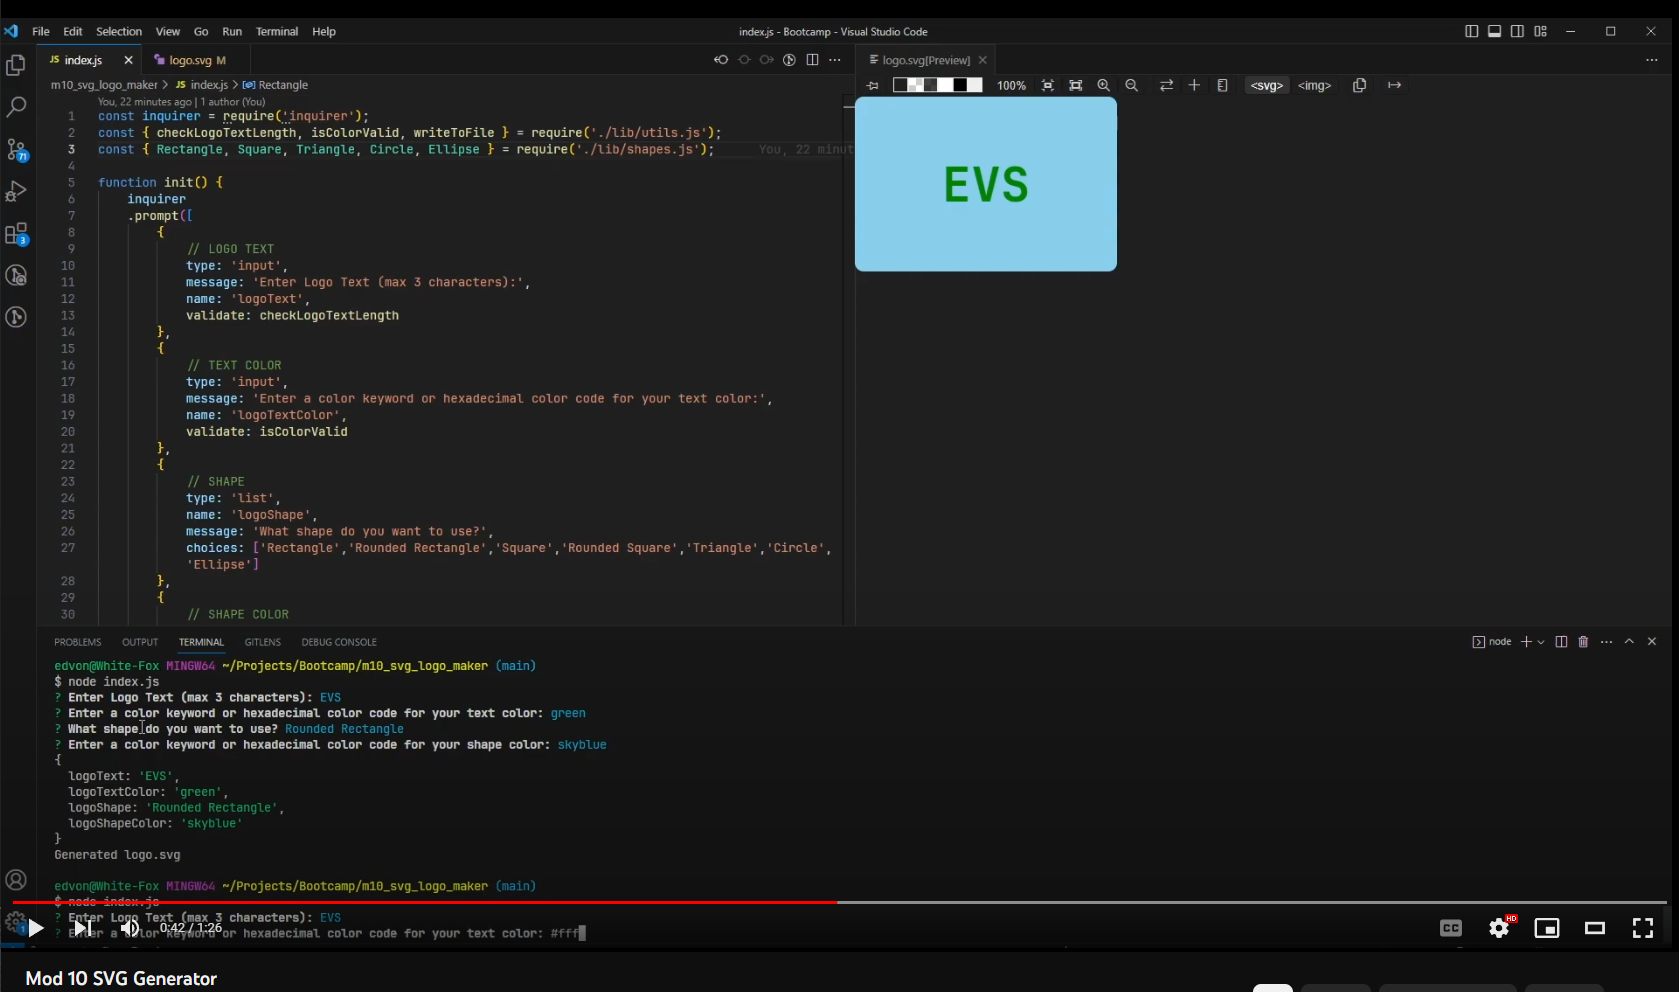 File Edit Selection View Go Run Terminal Help
index.js - Bootcamp - Visual Studio Code
JS index.js
logo.svg M
logo.svg[Preview]
m10_svg_logo_maker > JS index.js > Rectangle
100%
<svg>
<img>
You, 22 minutes ago | 1 author (You)
1 const inquirer = require('inquirer');
2 const { checkLogoTextLength, isColorValid, writeToFile } = require('./lib/utils.js');
3 const { Rectangle, Square, Triangle, Circle, Ellipse } = require('./lib/shapes.js'); You, 22 minut
4
5 function init() {
6 inquirer
7 .prompt([
8 {
9 // LOGO TEXT
10 type: 'input',
11 message: 'Enter Logo Text (max 3 characters):',
12 name: 'logoText',
13 validate: checkLogoTextLength
14 },
15 {
16 // TEXT COLOR
17 type: 'input',
18 message: 'Enter a color keyword or hexadecimal color code for your text color:',
19 name: 'logoTextColor',
20 validate: isColorValid
21 },
22 {
23 // SHAPE
24 type: 'list',
25 name: 'logoShape',
26 message: 'What shape do you want to use?',
27 choices: ['Rectangle','Rounded Rectangle','Square','Rounded Square','Triangle','Circle',
'Ellipse']
28 },
29 {
30 // SHAPE COLOR
EVS
71
3
PROBLEMS OUTPUT TERMINAL GITLENS DEBUG CONSOLE
node
edvon@White-Fox MINGW64 ~/Projects/Bootcamp/m10_svg_logo_maker (main)
$ node index.js
? Enter Logo Text (max 3 characters): EVS
? Enter a color keyword or hexadecimal color code for your text color: green
? What shape do you want to use? Rounded Rectangle
? Enter a color keyword or hexadecimal color code for your shape color: skyblue
{
logoText: 'EVS',
logoTextColor: 'green',
logoShape: 'Rounded Rectangle',
logoShapeColor: 'skyblue'
}
Generated logo.svg
edvon@White-Fox MINGW64 ~/Projects/Bootcamp/m10_svg_logo_maker (main)
$ node index.js
? Enter Logo Text (max 3 characters): EVS
? Enter a color keyword or hexadecimal color code for your text color: #fff
1
0:42 / 1:26
CC
HD
Mod 10 SVG Generator